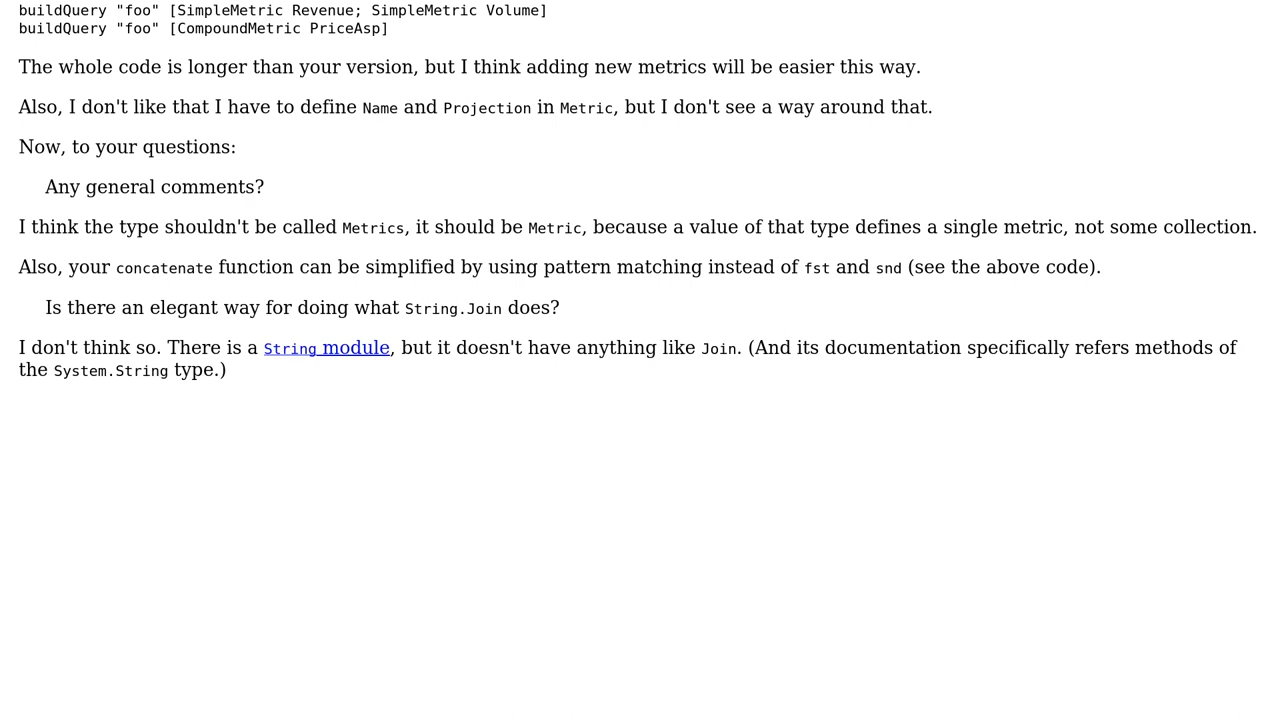 buildQuery "foo" [SimpleMetric Revenue; SimpleMetric Volume]
buildQuery "foo" [CompoundMetric PriceAsp]
The whole code is longer than your version, but I think adding new metrics will be easier this way.
Also, I don't like that I have to define Name and Projection in Metric, but I don't see a way around that.
Now, to your questions:
Any general comments?
I think the type shouldn't be called Metrics, it should be Metric, because a value of that type defines a single metric, not some collection.
Also, your concatenate function can be simplified by using pattern matching instead of fst and snd (see the above code).
Is there an elegant way for doing what String.Join does?
I don't think so. There is a String module, but it doesn't have anything like Join. (And its documentation specifically refers methods of
the System.String type.)